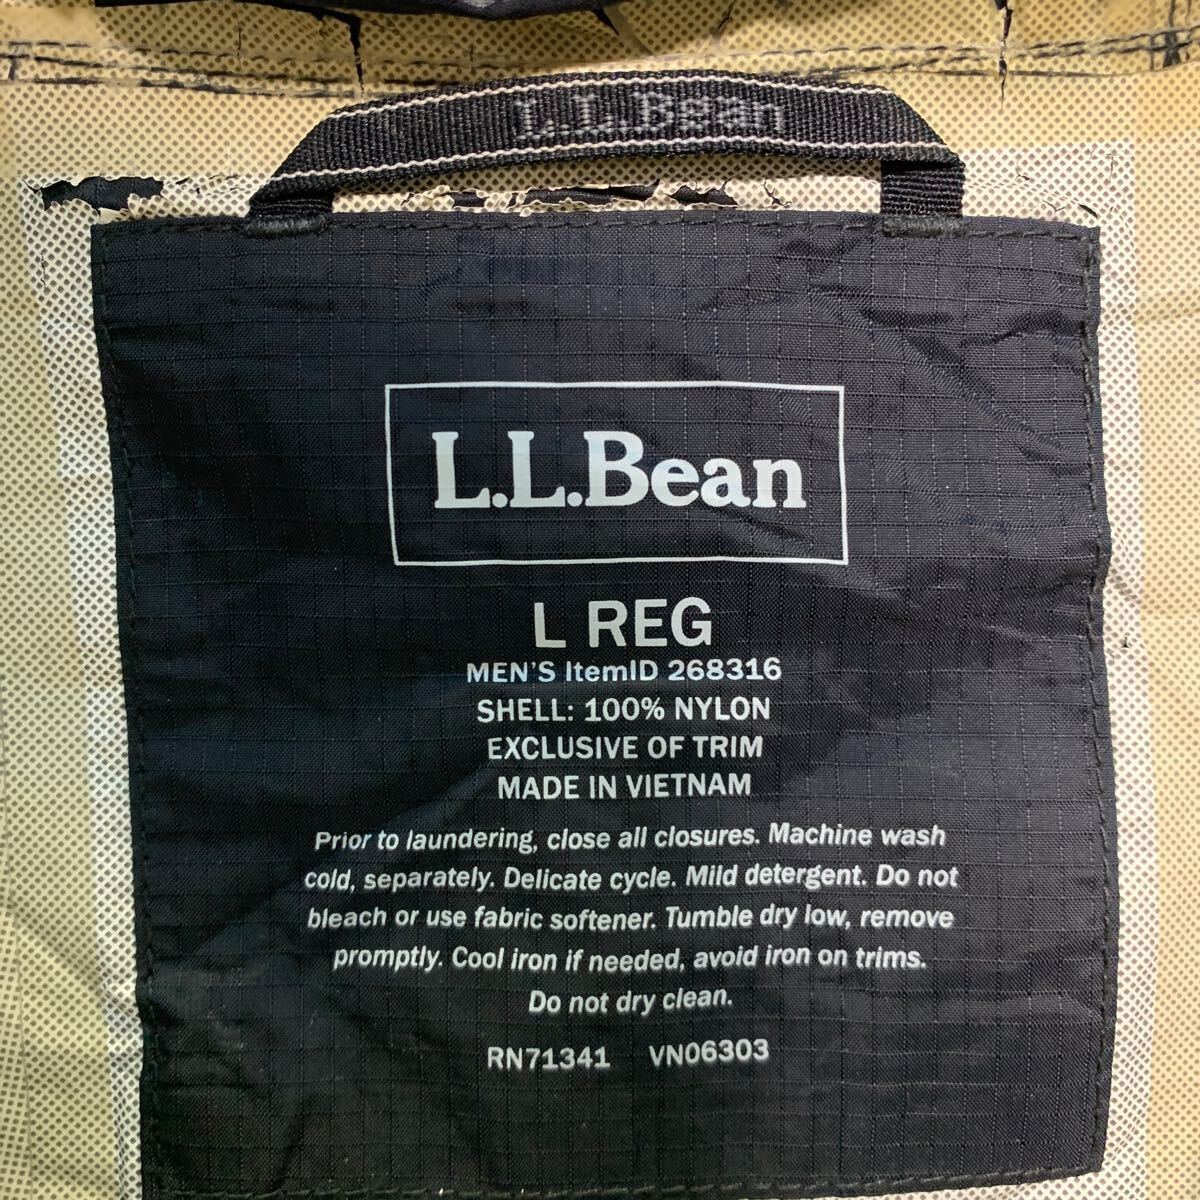 L.L.Bean
L.L.Bean
L REG
MEN'S ItemID 268316
SHELL: 100% NYLON
EXCLUSIVE OF TRIM
MADE IN VIETNAM
Prior to laundering, close all closures. Machine wash
cold, separately. Delicate cycle. Mild detergent. Do not
bleach or use fabric softener. Tumble dry low, remove
promptly. Cool iron if needed, avoid iron on trims.
Do not dry clean.
RN71341 VN06303